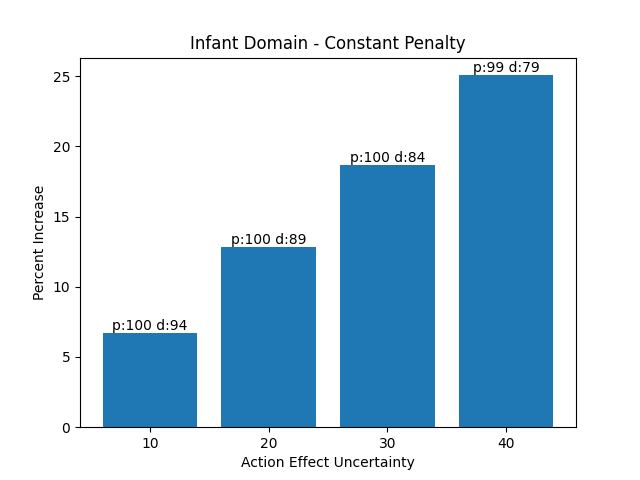 Infant Domain - Constant Penalty
Percent Increase
25
20
15
10
5
0
p:100 d:94
p:100 d:89
p:100 d:84
p:99 d:79
10
20
30
40
Action Effect Uncertainty